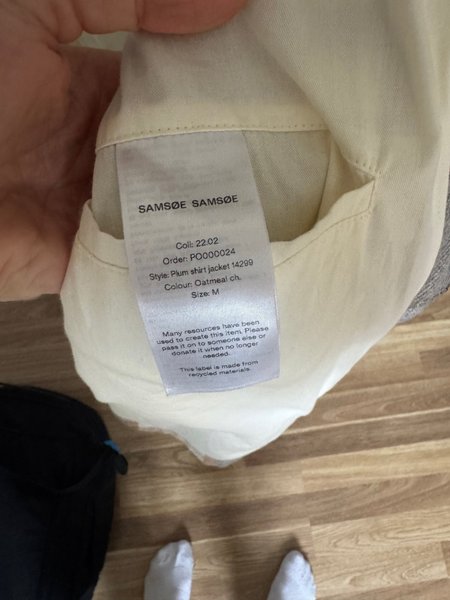 SAMSØE SAMSØE
Coll: 22:02
Order: PO000024
Style: Plum shirt jacket 14299
Colour: Oatmeal ch.
Size: M
Many resources have been
used to create this item. Please
pass it on to someone else or
donate it when no longer
needed.
This label is made from
recycled materials.